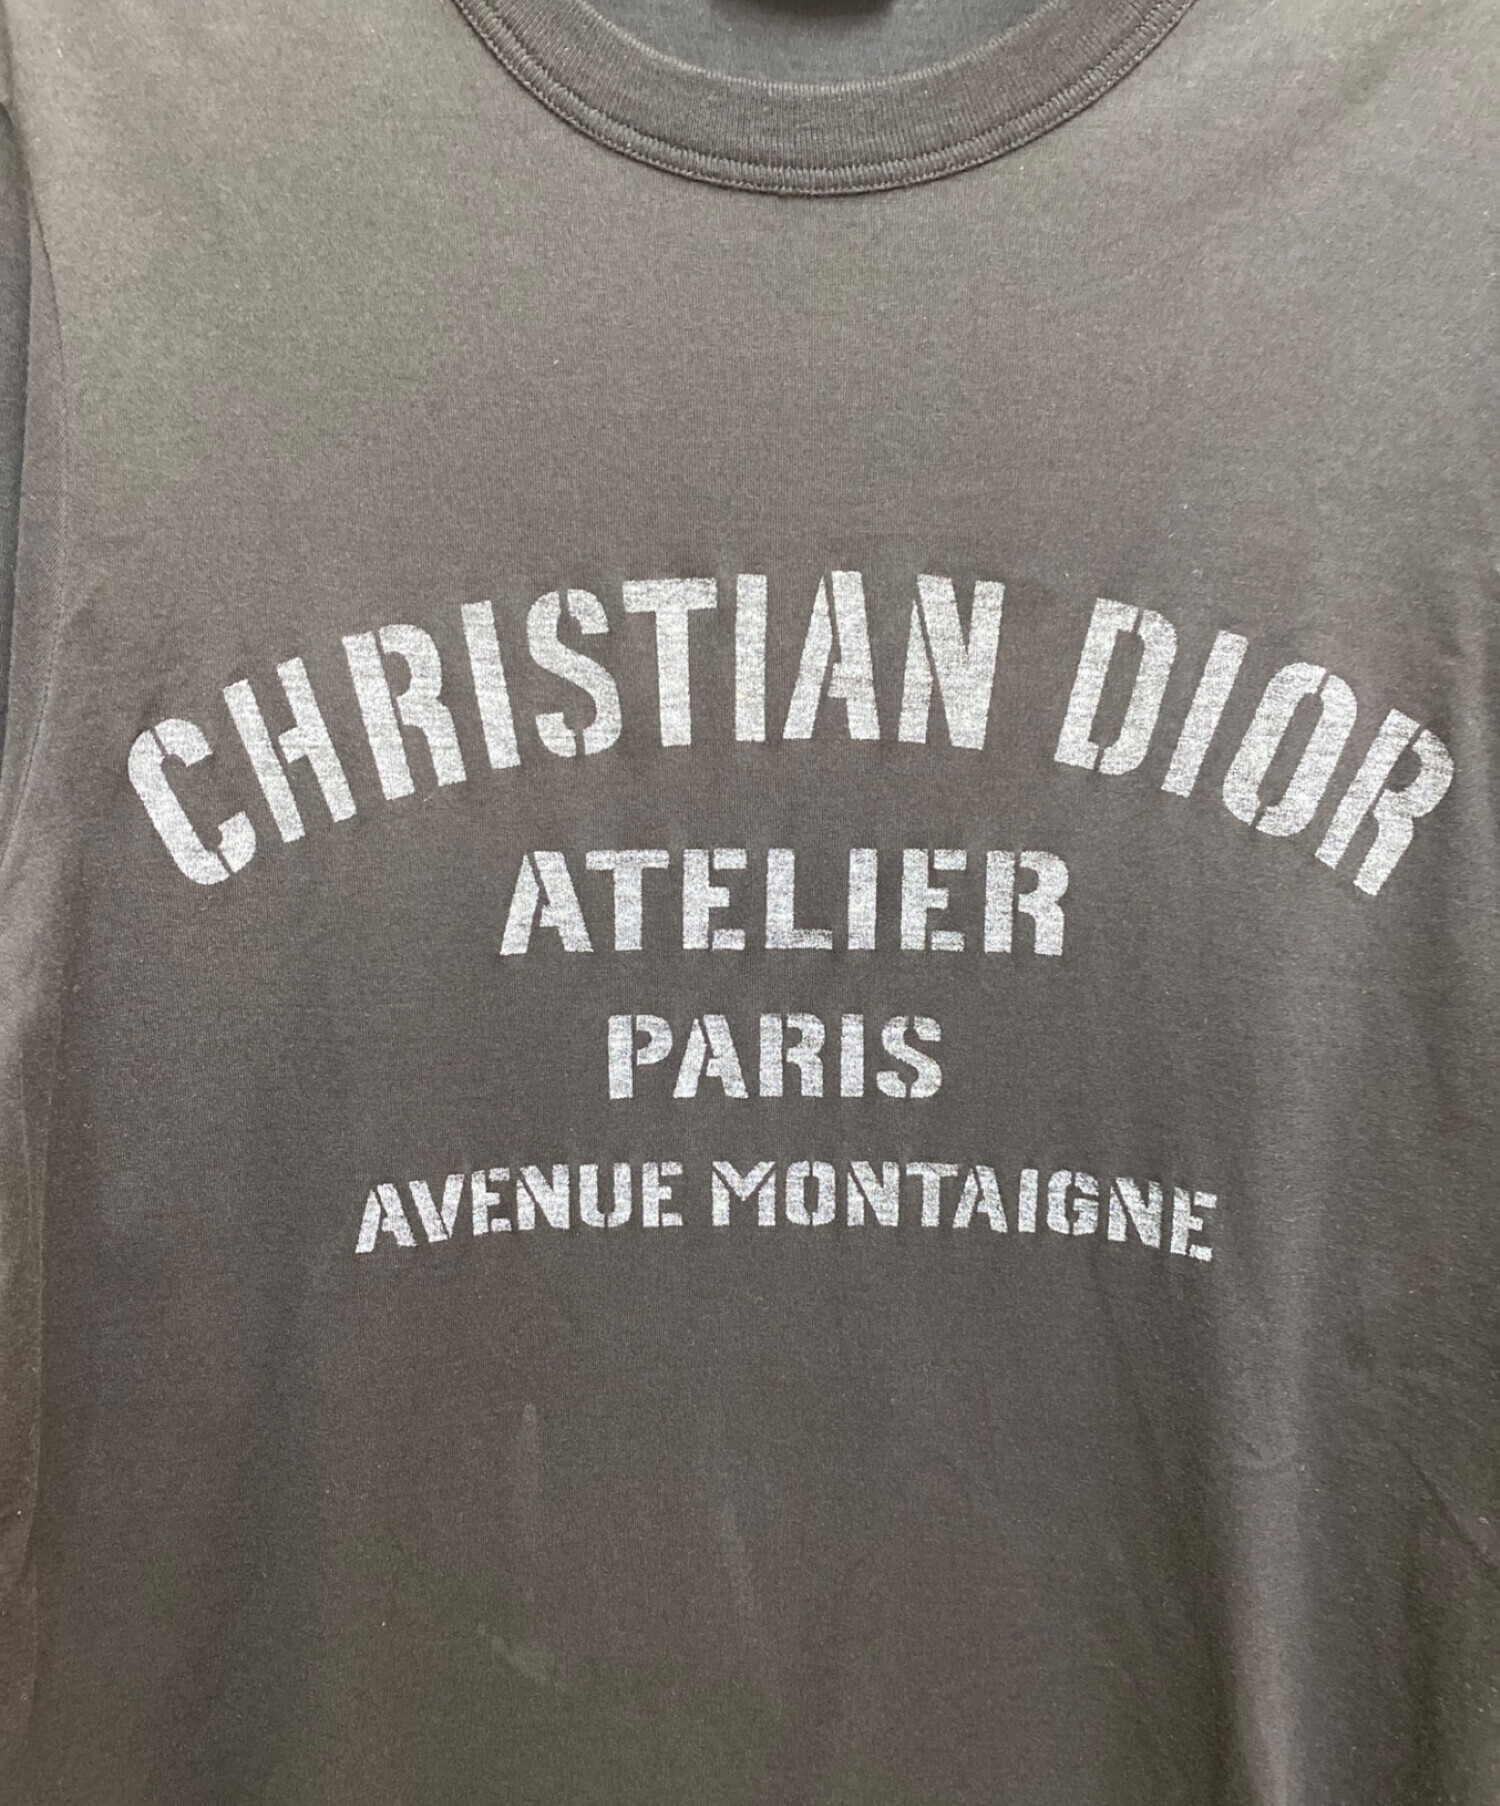 CHRISTIAN DIOR
ATELIER
PARIS
AVENUE MONTAIGNE